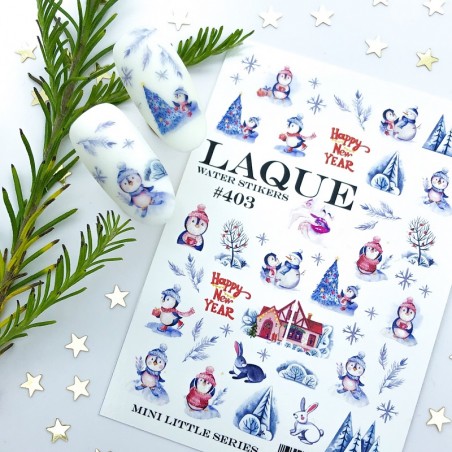 Happy
New
YEAR
LAQUE
WATER STIKERS
#403
Happy
New
YEAR
MINI LITTLE SERIES